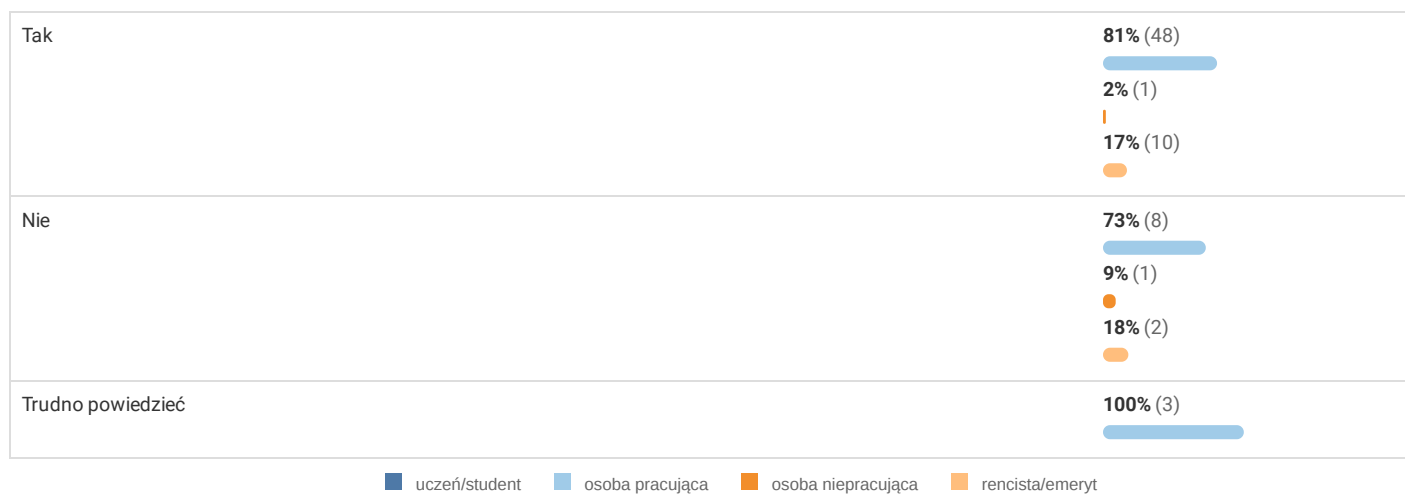 Tak
81% (48)
2% (1)
17% (10)
Nie
73% (8)
9% (1)
18% (2)
Trudno powiedzieć
100% (3)
uczeń/student osoba pracująca osoba niepracująca rencista/emeryt